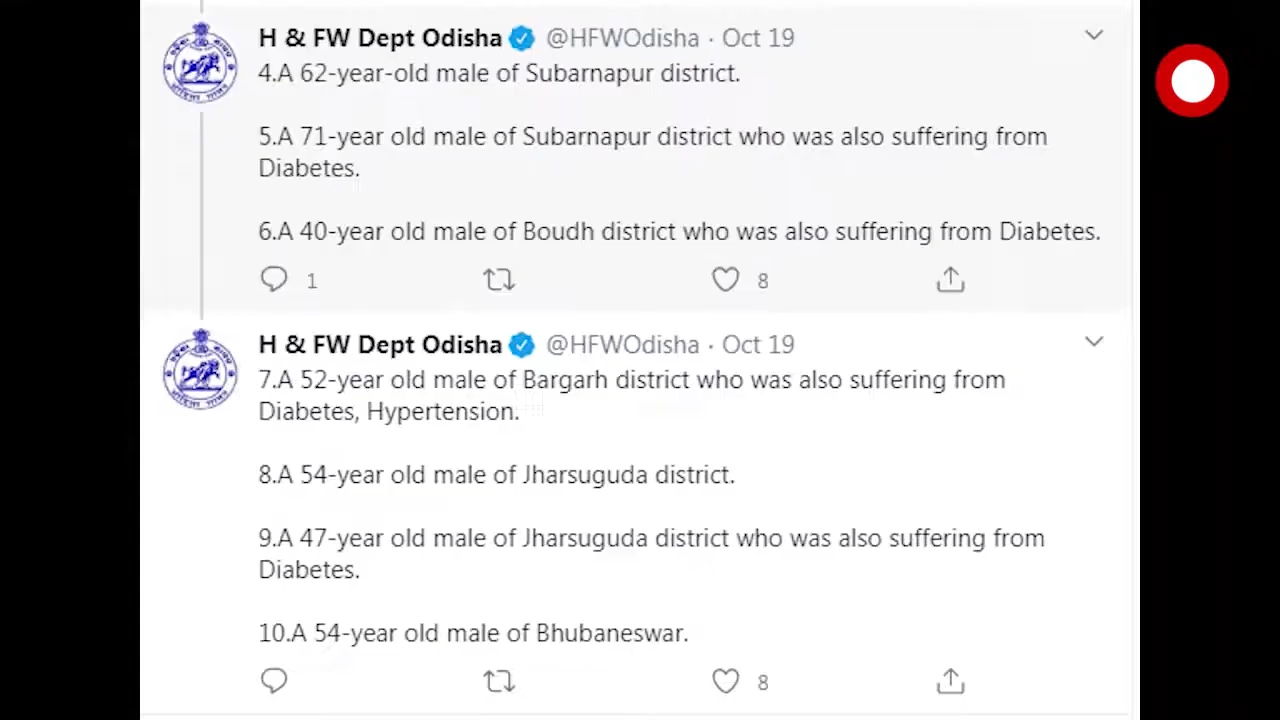 H & FW Dept Odisha @HFWOdisha · Oct 19
4.A 62-year-old male of Subarnapur district.
5.A 71-year old male of Subarnapur district who was also suffering from
Diabetes.
6.A 40-year old male of Boudh district who was also suffering from Diabetes.
1 8
H & FW Dept Odisha @HFWOdisha · Oct 19
7.A 52-year old male of Bargarh district who was also suffering from
Diabetes, Hypertension.
8.A 54-year old male of Jharsuguda district.
9.A 47-year old male of Jharsuguda district who was also suffering from
Diabetes.
10.A 54-year old male of Bhubaneswar.
8